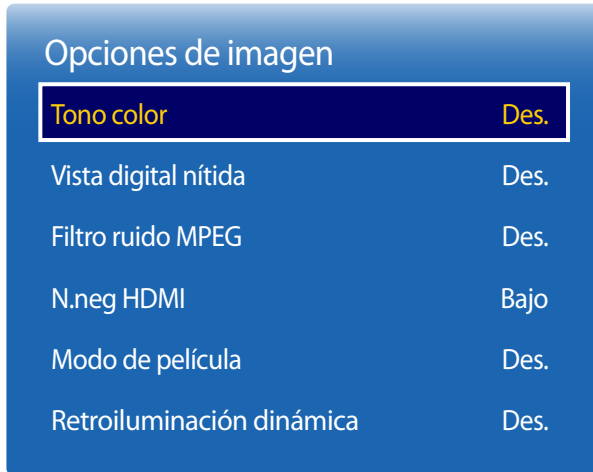 Opciones de imagen
Tono color Des.
Vista digital nítida Des.
Filtro ruido MPEG Des.
N.neg HDMI Bajo
Modo de película Des.
Retroiluminación dinámica Des.